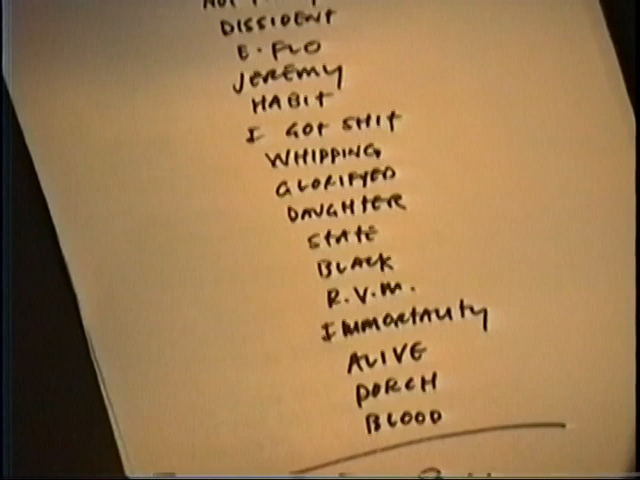 DISSIDENT
E. FLO
JEREMY
HABIT
I GOT SHIT
WHIPPING
GLORIFYED
DAUGHTER
STATE
BLACK
R.V.M.
IMMORTALITY
ALIVE
PORCH
BLOOD